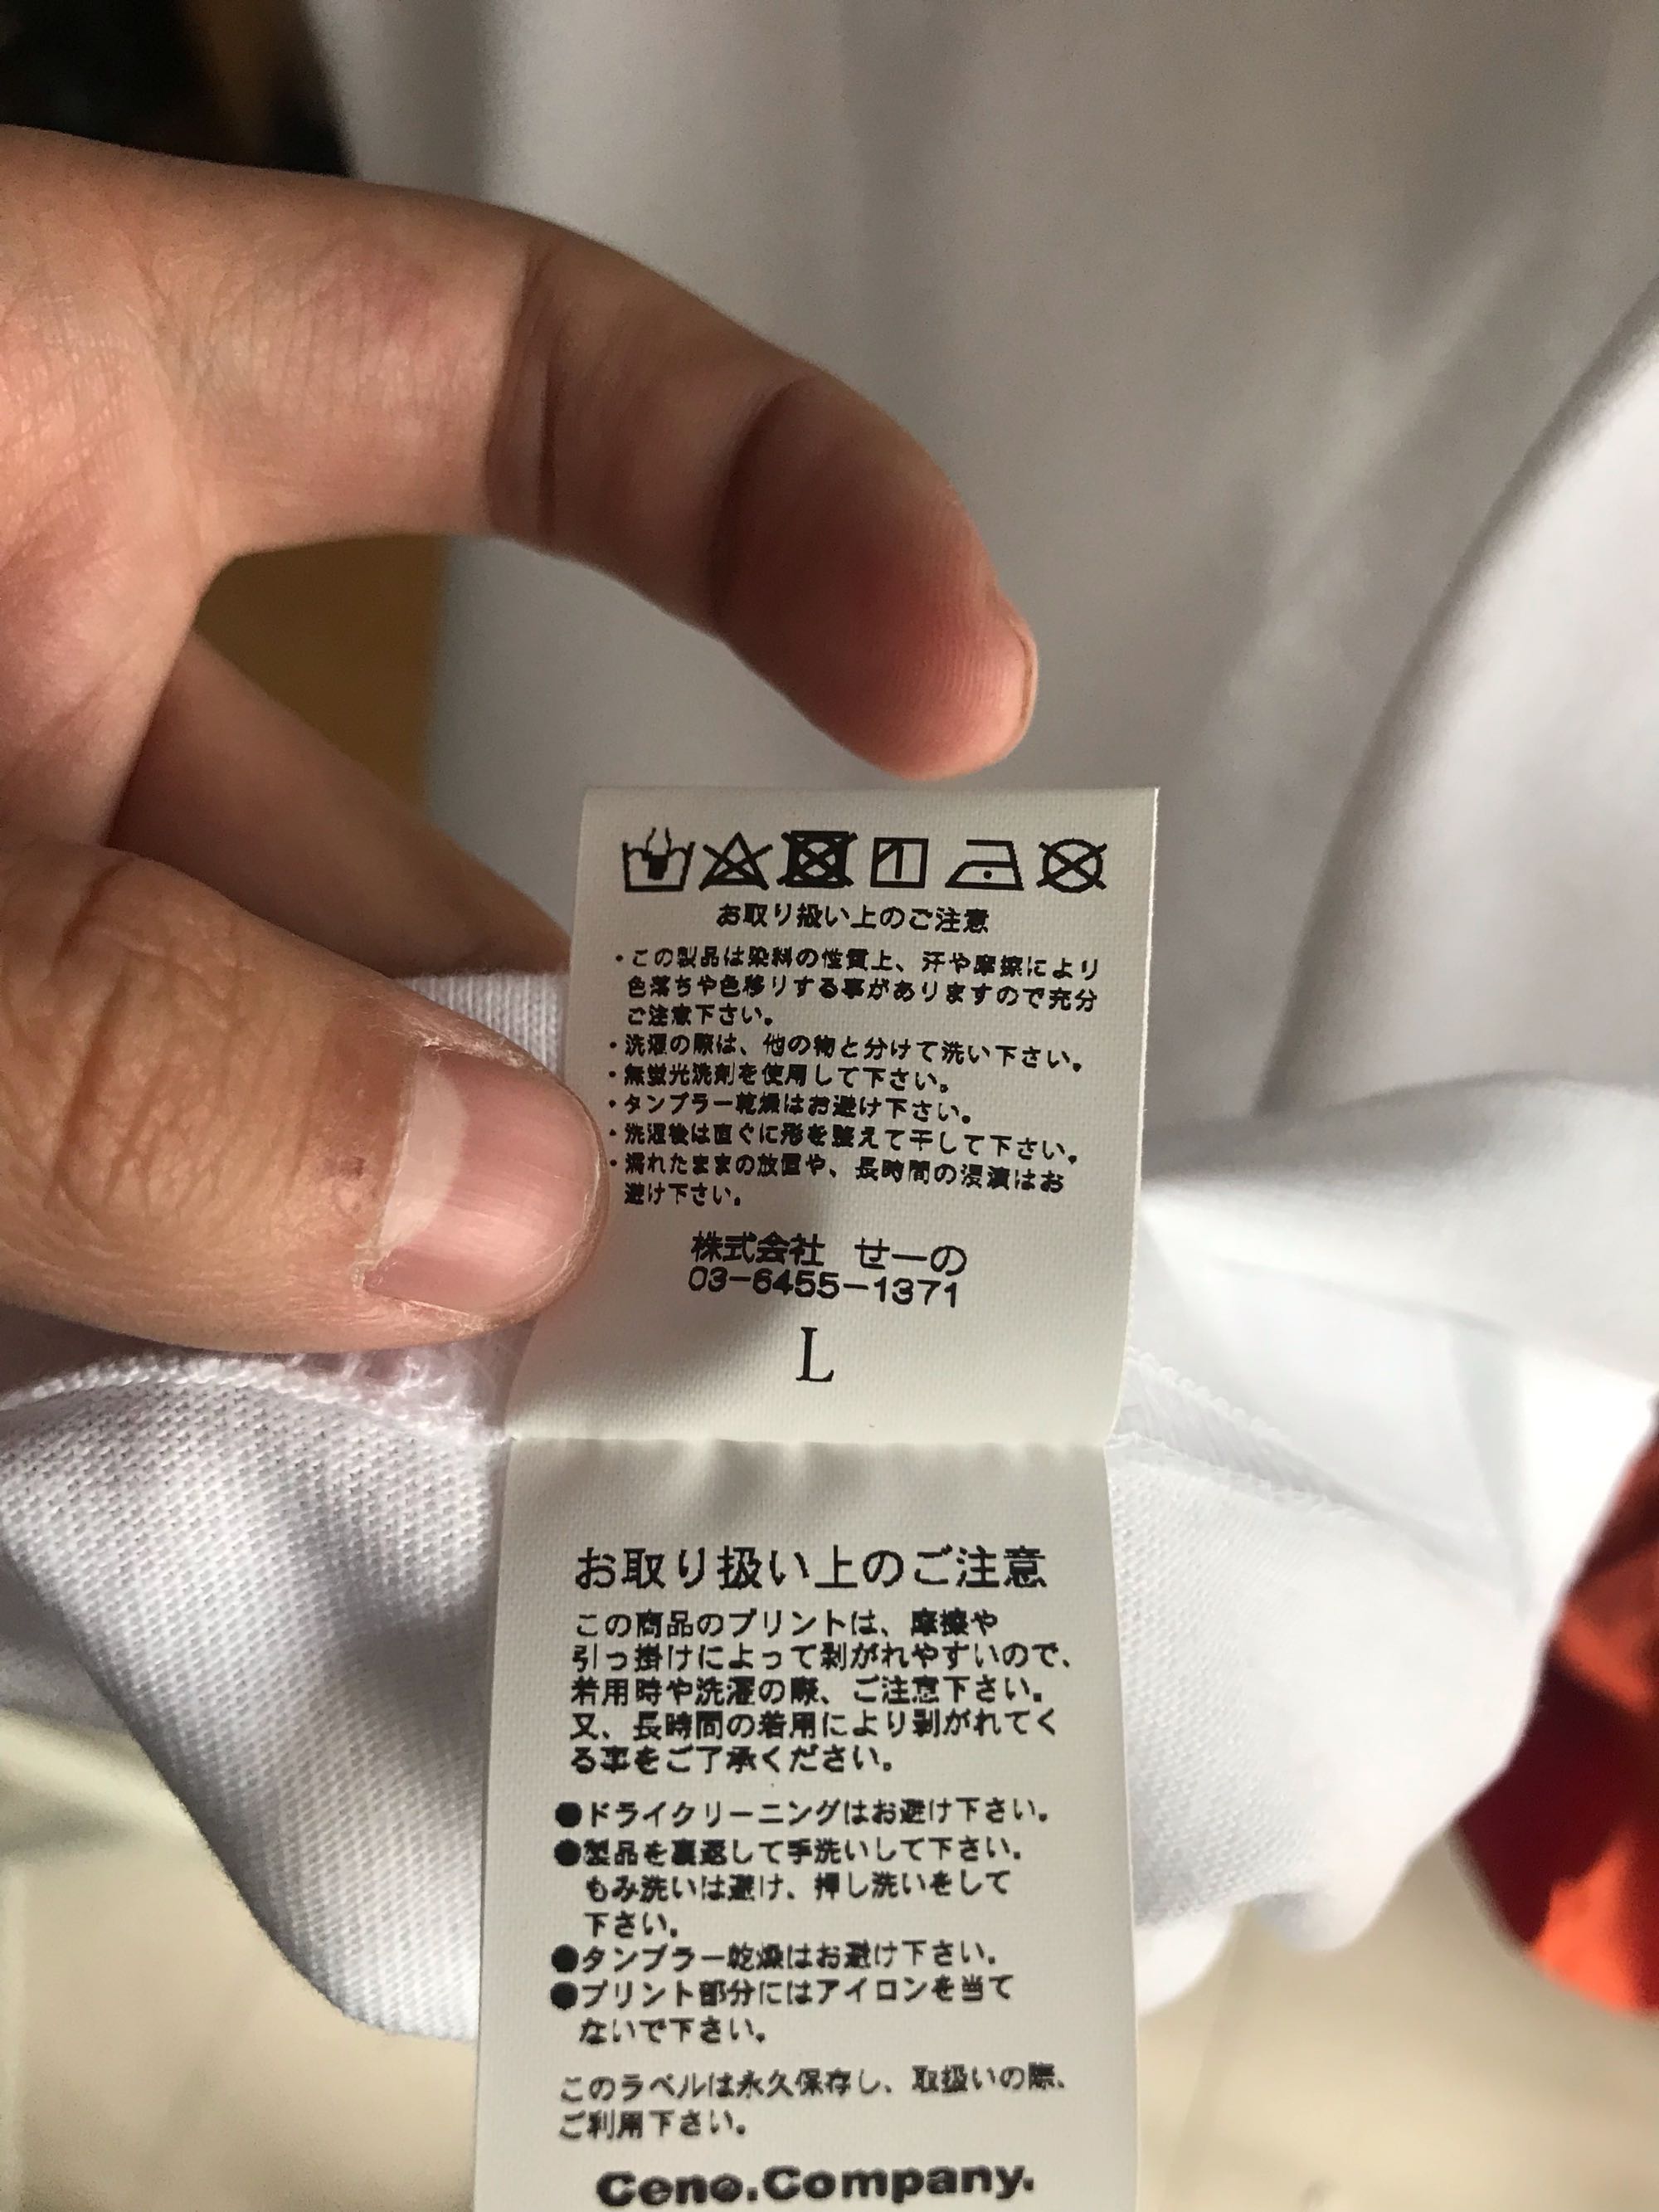 お取り扱い上のご注意
・この製品は染料の性質上、汗や摩擦により
色落ちや色移りする事がありますので充分
ご注意下さい。
・洗濯の際は、他の物と分けて洗い下さい。
・無蛍光洗剤を使用して下さい。
・タンブラー乾燥はお避け下さい。
・洗濯後は直ぐに形を整えて干して下さい。
・濡れたままの放置や、長時間の浸漬はお
避け下さい。
株式会社 せーの
03-6455-1371
L
お取り扱い上のご注意
この商品のプリントは、摩擦や
引っ掛けによって剥がれやすいので、
着用時や洗濯の際、ご注意下さい。
又、長時間の着用により剥がれてく
る事をご了承ください。
●ドライクリーニングはお避け下さい。
●製品を裏返して手洗いして下さい。
もみ洗いは避け、押し洗いをして
下さい。
●タンブラー乾燥はお避け下さい。
●プリント部分にはアイロンを当て
ないで下さい。
このラベルは永久保存し、取扱いの際、
ご利用下さい。
Ceno.Company.